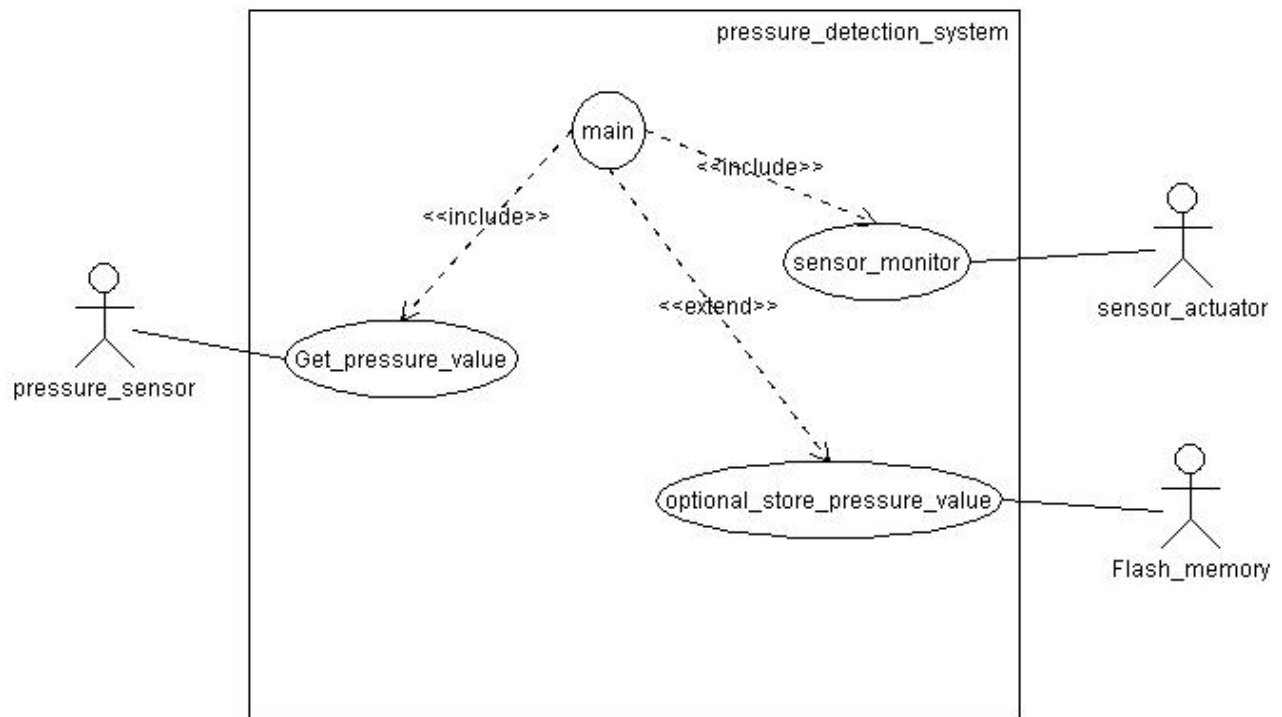 pressure_detection_system
main
<<include>>
<<include>>
sensor_monitor
sensor_actuator
<<extend>>
Get_pressure_value
pressure_sensor
optional_store_pressure_value
Flash_memory